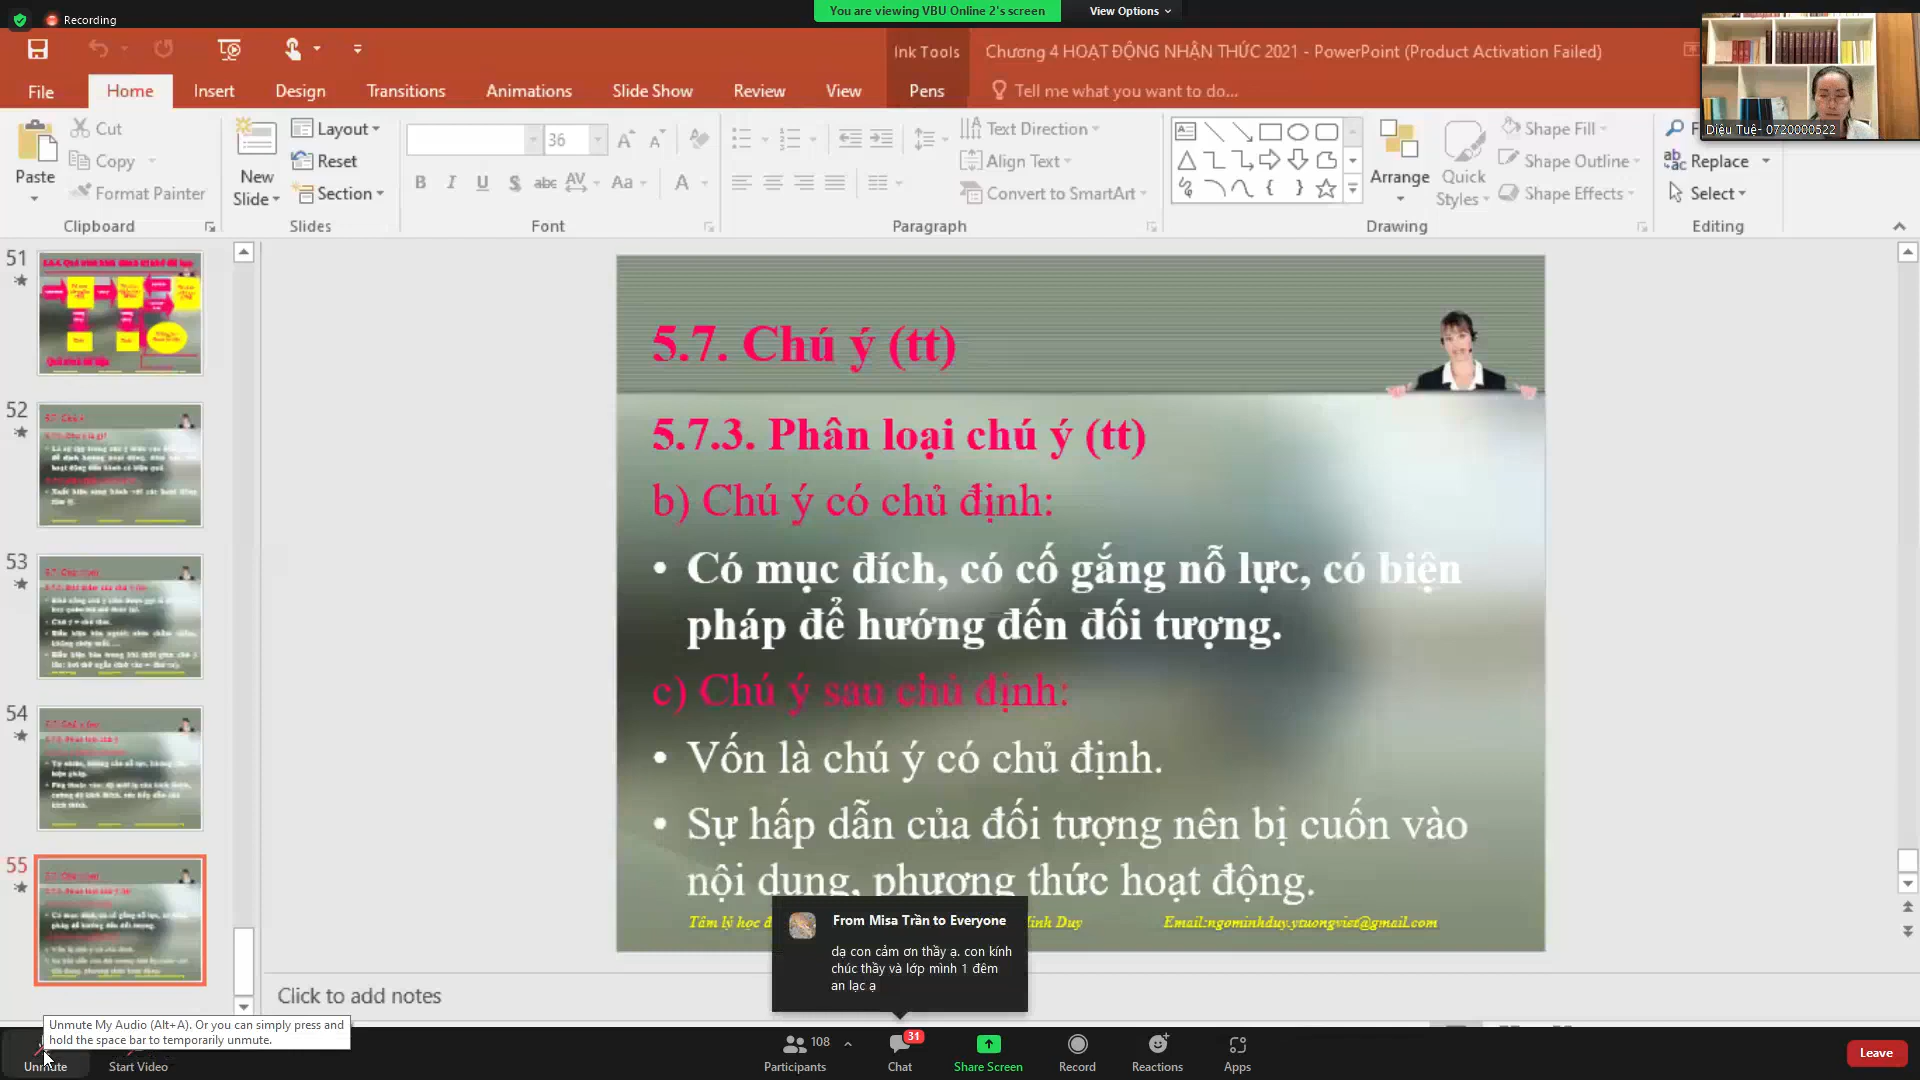 Recording
You are viewing VBU Online 2's screen
View Options
Ink Tools
Chương 4 HOẠT ĐỘNG NHẬN THỨC 2021 - PowerPoint (Product Activation Failed)
File
Home
Insert
Design
Transitions
Animations
Slide Show
Review
View
Pens
Tell me what you want to do...
Diệu Tuệ- 0720000522
Paste
Cut
Copy
Format Painter
Clipboard
New
Slide
Layout
Reset
Section
Slides
36
B I U S abc AV Aa A
Font
Text Direction
Align Text
Convert to SmartArt
Paragraph
Arrange
Quick
Styles
Shape Fill
Shape Outline
Shape Effects
Drawing
Replace
Select
Editing
51
52
53
54
55
5.7. Chú ý (tt)
5.7.3. Phân loại chú ý (tt)
b) Chú ý có chủ định:
• Có mục đích, có cố gắng nỗ lực, có biện
pháp để hướng đến đối tượng.
c) Chú ý sau chủ định:
• Vốn là chú ý có chủ định.
• Sự hấp dẫn của đối tượng nên bị cuốn vào
nội dung, phương thức hoạt động.
Tâm lý học đ
Minh Duy
Email:ngominhduy.ytuongviet@gmail.com
From Misa Trần to Everyone
dạ con cảm ơn thầy ạ. con kính
chúc thầy và lớp mình 1 đêm
an lạc ạ
Click to add notes
Unmute My Audio (Alt+A). Or you can simply press and
hold the space bar to temporarily unmute.
Unmute
Start Video
108
Participants
31
Chat
Share Screen
Record
Reactions
Apps
Leave